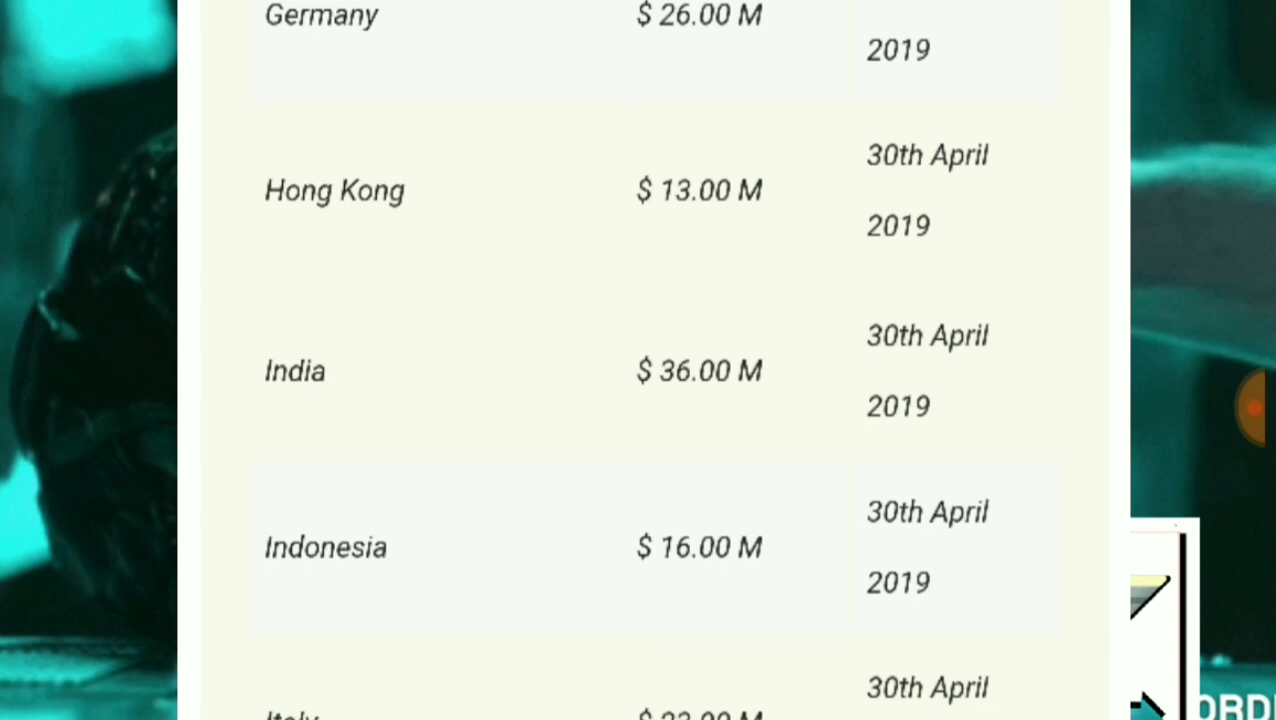 Germany $ 26.00 M
2019
30th April
Hong Kong $ 13.00 M
2019
30th April
India $ 36.00 M
2019
30th April
Indonesia $ 16.00 M
2019
30th April